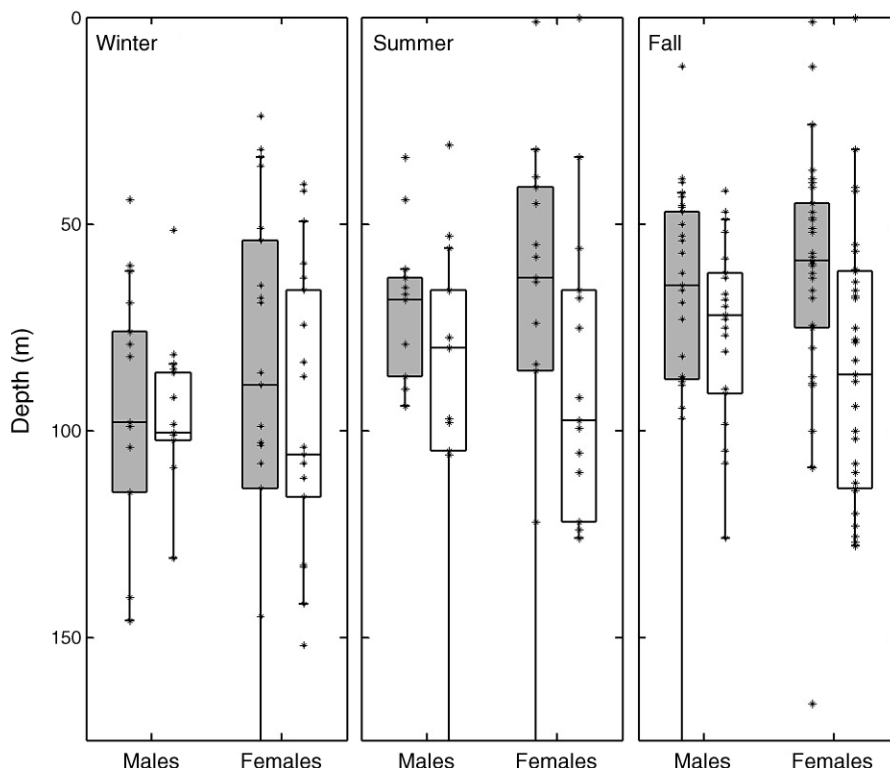 Winter
Summer
Fall
0
50
100
150
Depth (m)
Males
Females
Males
Females
Males
Females